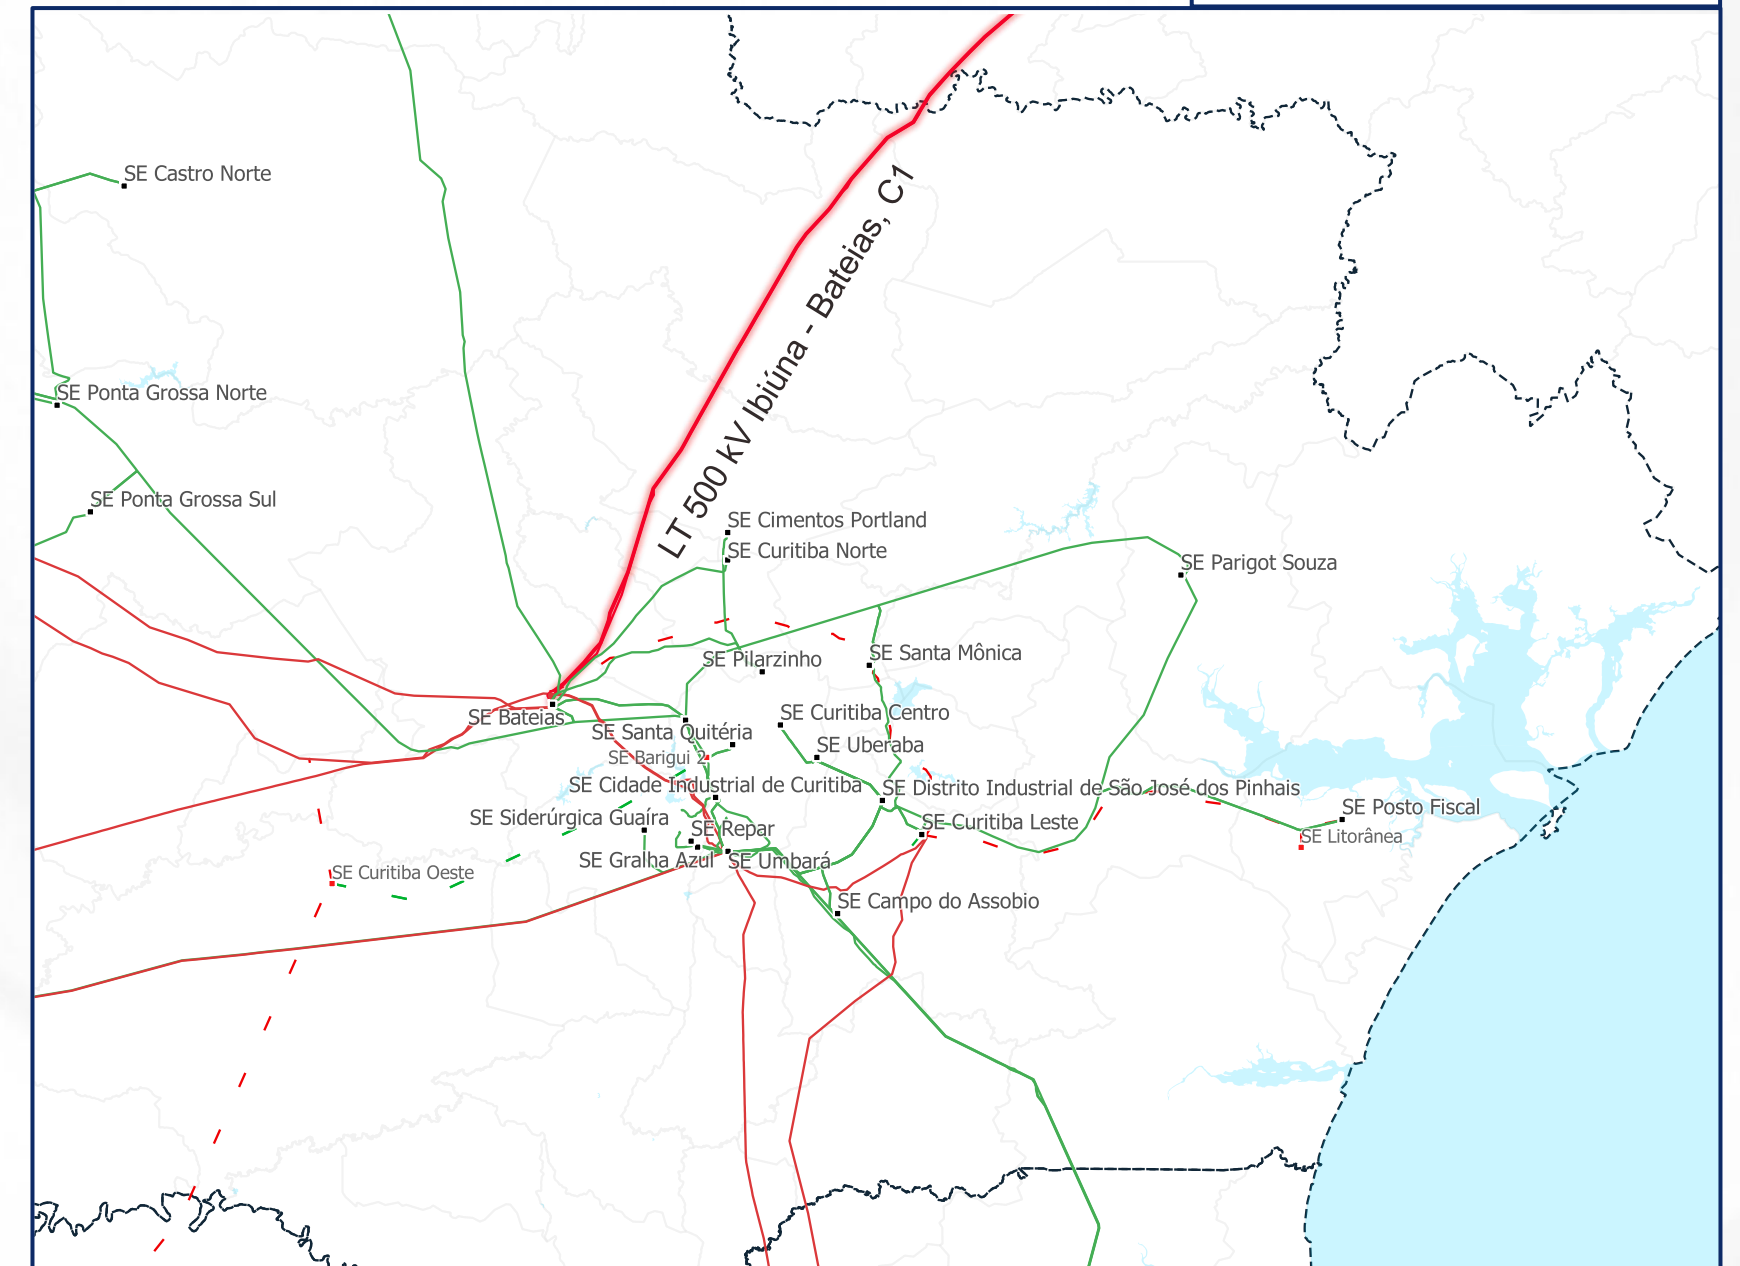 SE Castro Norte
LT 500 kV Ibiúna - Bateias, C1
SE Ponta Grossa Norte
SE Ponta Grossa Sul
SE Cimentos Portland
SE Curitiba Norte
SE Parigot Souza
SE Pilarzinho
SE Santa Mônica
SE Bateias
SE Curitiba Centro
SE Santa Quitéria
SE Uberaba
SE Barigui 2
SE Cidade Industrial de Curitiba
SE Distrito Industrial de São José dos Pinhais
SE Posto Fiscal
SE Siderúrgica Guaíra
SE Repar
SE Curitiba Leste
SE Litorânea
SE Gralha Azul
SE Umbará
SE Curitiba Oeste
SE Campo do Assobio